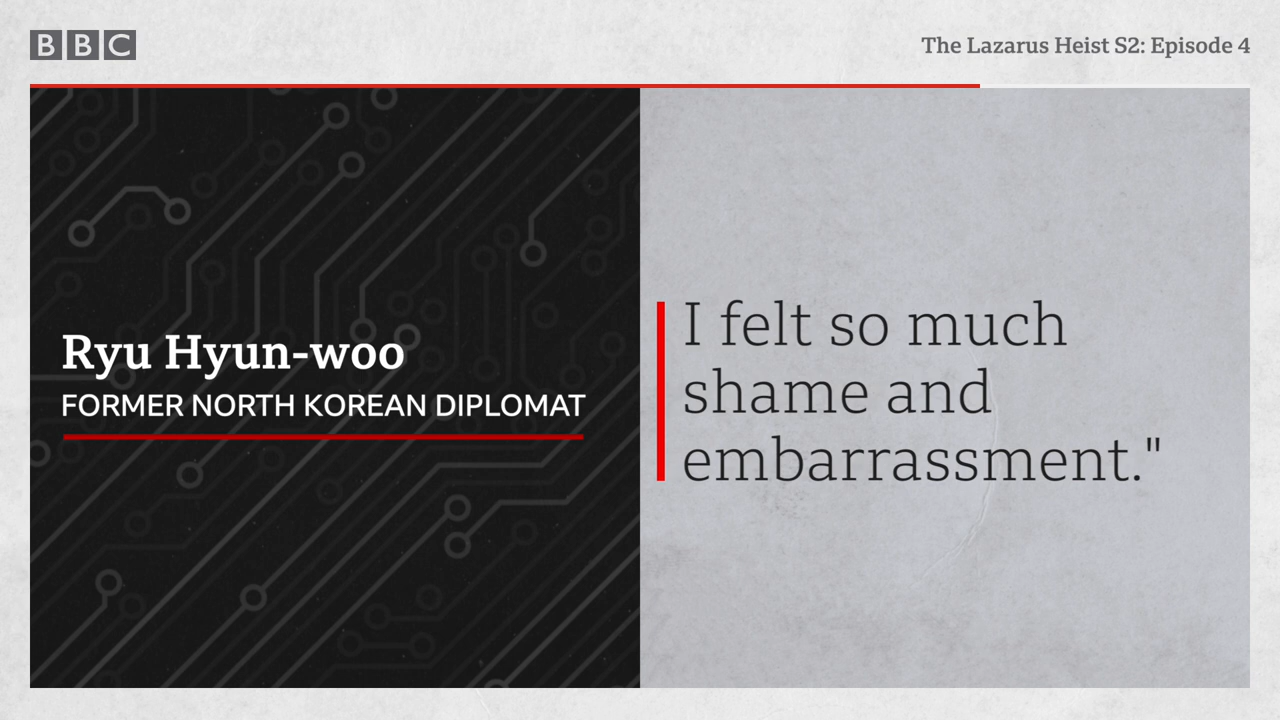 BBC
The Lazarus Heist S2: Episode 4
Ryu Hyun-woo
FORMER NORTH KOREAN DIPLOMAT
I felt so much
shame and
embarrassment."